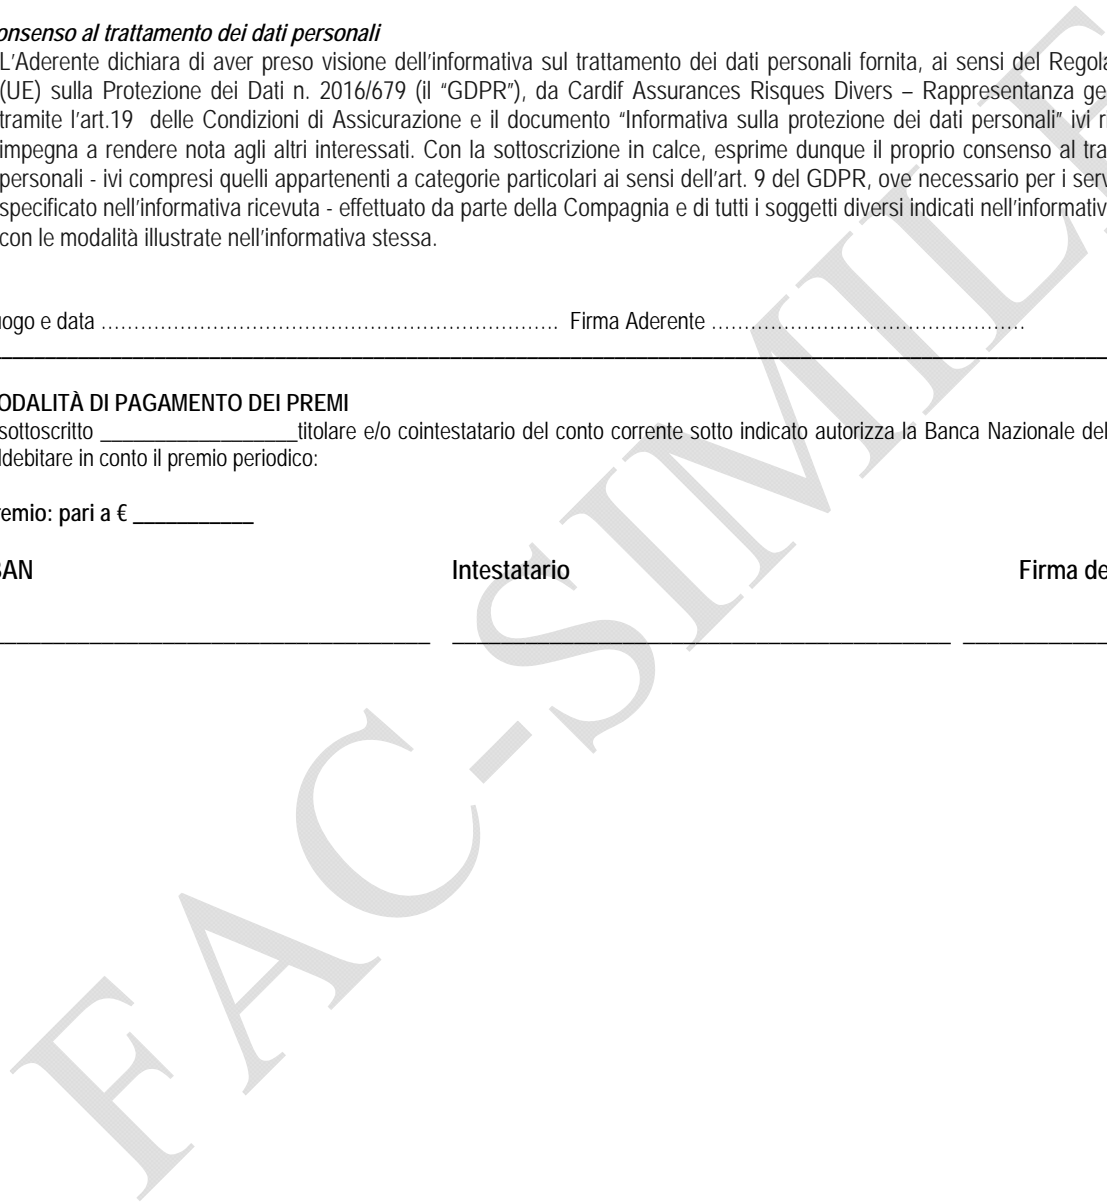 onsenso al trattamento dei dati personali
L'Aderente dichiara di aver preso visione dell'informativa sul trattamento dei dati personali fornita, ai sensi del Regola
(UE) sulla Protezione dei Dati n. 2016/679 (il "GDPR"), da Cardif Assurances Risques Divers – Rappresentanza ge
tramite l'art.19 delle Condizioni di Assicurazione e il documento "Informativa sulla protezione dei dati personali" ivi ri
impegna a rendere nota agli altri interessati. Con la sottoscrizione in calce, esprime dunque il proprio consenso al tra
personali - ivi compresi quelli appartenenti a categorie particolari ai sensi dell'art. 9 del GDPR, ove necessario per i serv
specificato nell'informativa ricevuta - effettuato da parte della Compagnia e di tutti i soggetti diversi indicati nell'informativ
con le modalità illustrate nell'informativa stessa.
uogo e data ……………………………………………………………. Firma Aderente …………………………………………
ODALITÀ DI PAGAMENTO DEI PREMI
sottoscritto __________________titolare e/o cointestatario del conto corrente sotto indicato autorizza la Banca Nazionale del
ddebitare in conto il premio periodico:
remio: pari a € ___________
BAN Intestatario Firma de
FAC-SIMILE